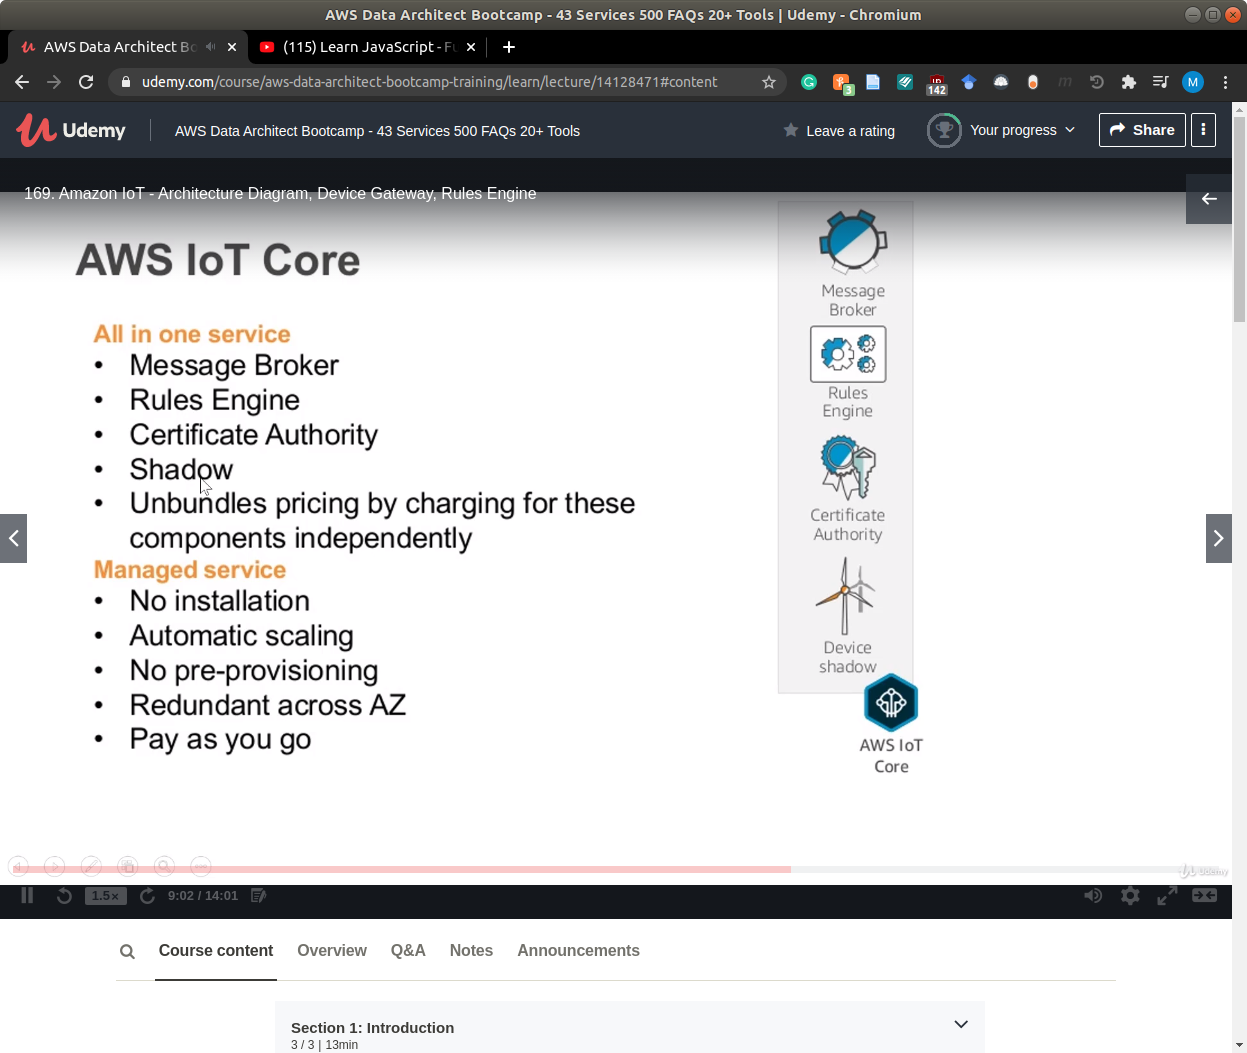 AWS Data Architect Bootcamp - 43 Services 500 FAQs 20+ Tools | Udemy - Chromium
AWS Data Architect Bo
(115) Learn JavaScript - Fu
udemy.com/course/aws-data-architect-bootcamp-training/learn/lecture/14128471#content
3
142
M
Udemy
AWS Data Architect Bootcamp - 43 Services 500 FAQs 20+ Tools
Leave a rating
Your progress
Share
169. Amazon IoT - Architecture Diagram, Device Gateway, Rules Engine
AWS IoT Core
All in one service
• Message Broker
• Rules Engine
• Certificate Authority
• Shadow
• Unbundles pricing by charging for these
components independently
Managed service
• No installation
• Automatic scaling
• No pre-provisioning
• Redundant across AZ
• Pay as you go
Message
Broker
Rules
Engine
Certificate
Authority
Device
shadow
AWS IoT
Core
Udemy
1.5×
9:02 / 14:01
Course content
Overview
Q&A
Notes
Announcements
Section 1: Introduction
3 / 3 | 13min